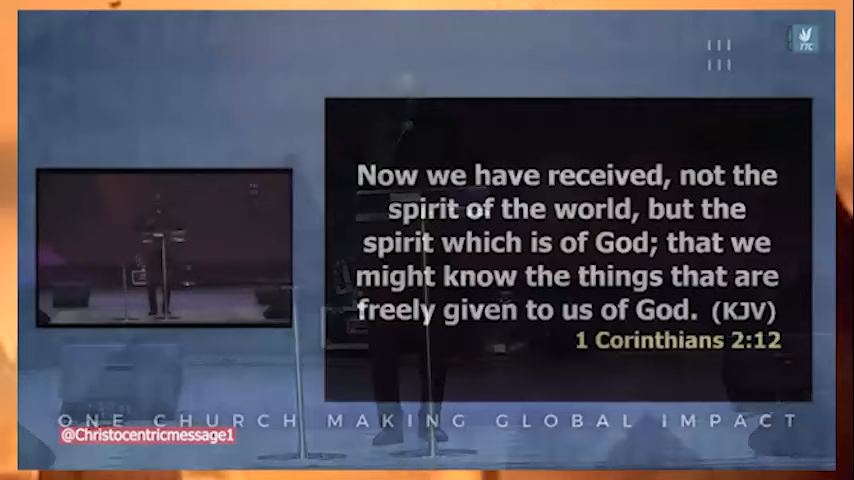 YTC
Now we have received, not the
spirit of the world, but the
spirit which is of God; that we
might know the things that are
freely given to us of God. (KJV)
1 Corinthians 2:12
ONE CHURCH MAKING GLOBAL IMPACT
@Christocentricmessage1